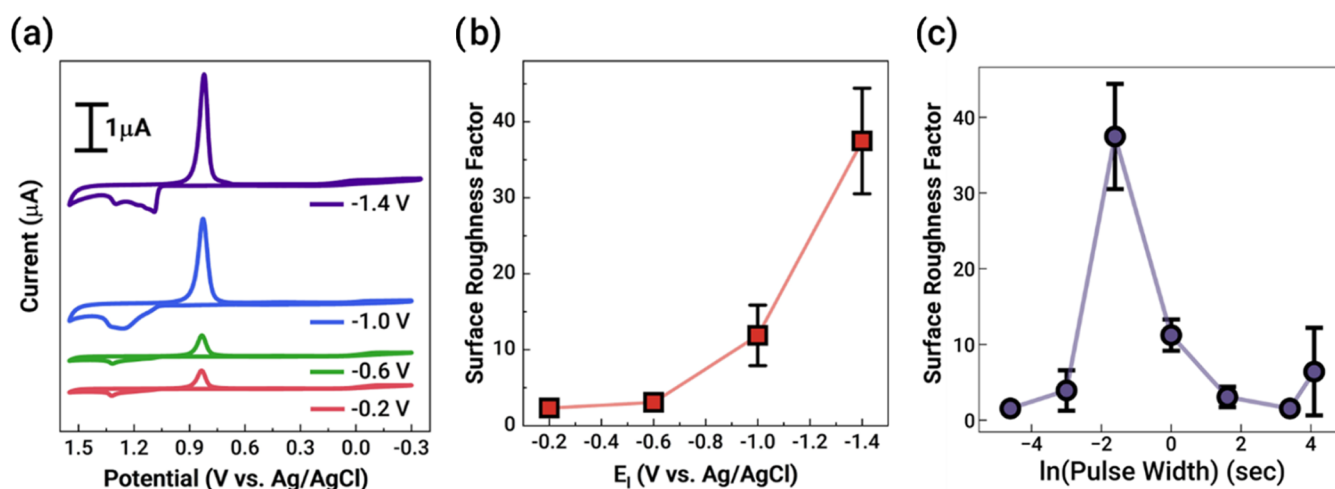 (a)
1μA
-1.4 V
-1.0 V
-0.6 V
-0.2 V
Current (μA)
1.5 1.2 0.9 0.6 0.3 0.0 -0.3
Potential (V vs. Ag/AgCl)
(b)
Surface Roughness Factor
40
30
20
10
0
-0.2 -0.4 -0.6 -0.8 -1.0 -1.2 -1.4
E_I (V vs. Ag/AgCl)
(c)
Surface Roughness Factor
40
30
20
10
0
−4 −2 0 2 4
ln(Pulse Width) (sec)